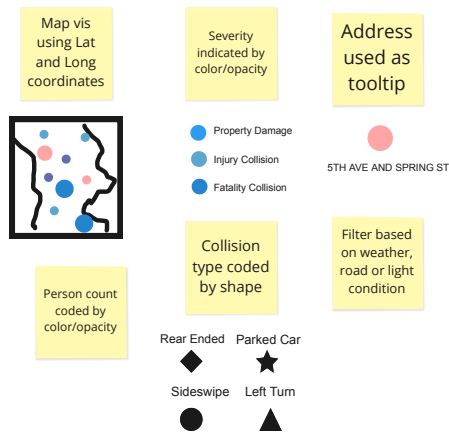 Map vis
using Lat
and Long
coordinates
Severity
indicated by
color/opacity
Address
used as
tooltip
Property Damage
Injury Collision
Fatality Collision
5TH AVE AND SPRING ST
Person count
coded by
color/opacity
Collision
type coded
by shape
Filter based
on weather,
road or light
condition
Rear Ended
Parked Car
Sideswipe
Left Turn